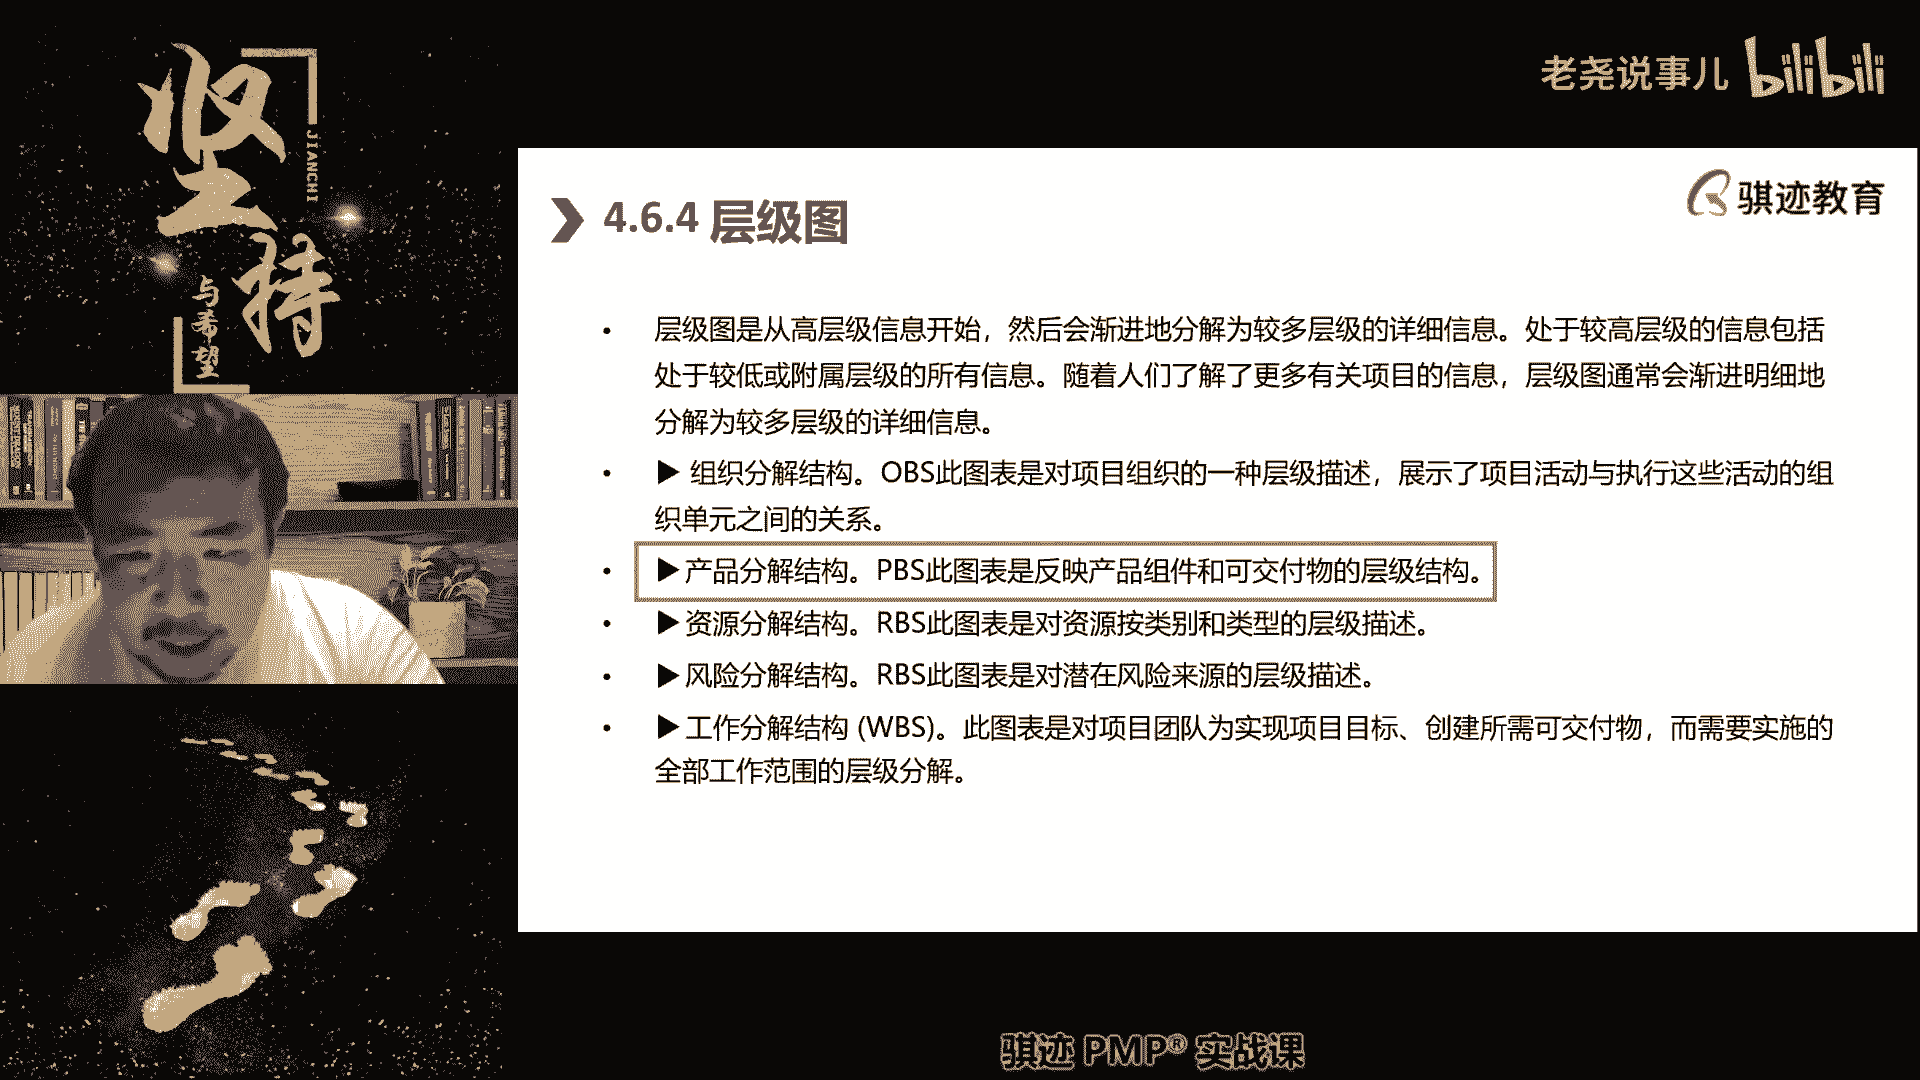 坚
持
JIANCHI
与希望
老尧说事儿 bilibili
骐迹教育
4.6.4 层级图
• 层级图是从高层级信息开始，然后会渐进地分解为较多层级的详细信息。处于较高层级的信息包括
处于较低或附属层级的所有信息。随着人们了解了更多有关项目的信息，层级图通常会渐进明细地
分解为较多层级的详细信息。
• ▶ 组织分解结构。OBS此图表是对项目组织的一种层级描述，展示了项目活动与执行这些活动的组
织单元之间的关系。
• ▶产品分解结构。PBS此图表是反映产品组件和可交付物的层级结构。
• ▶资源分解结构。RBS此图表是对资源按类别和类型的层级描述。
• ▶风险分解结构。RBS此图表是对潜在风险来源的层级描述。
• ▶工作分解结构 (WBS)。此图表是对项目团队为实现项目目标、创建所需可交付物，而需要实施的
全部工作范围的层级分解。
骐迹 PMP® 实战课